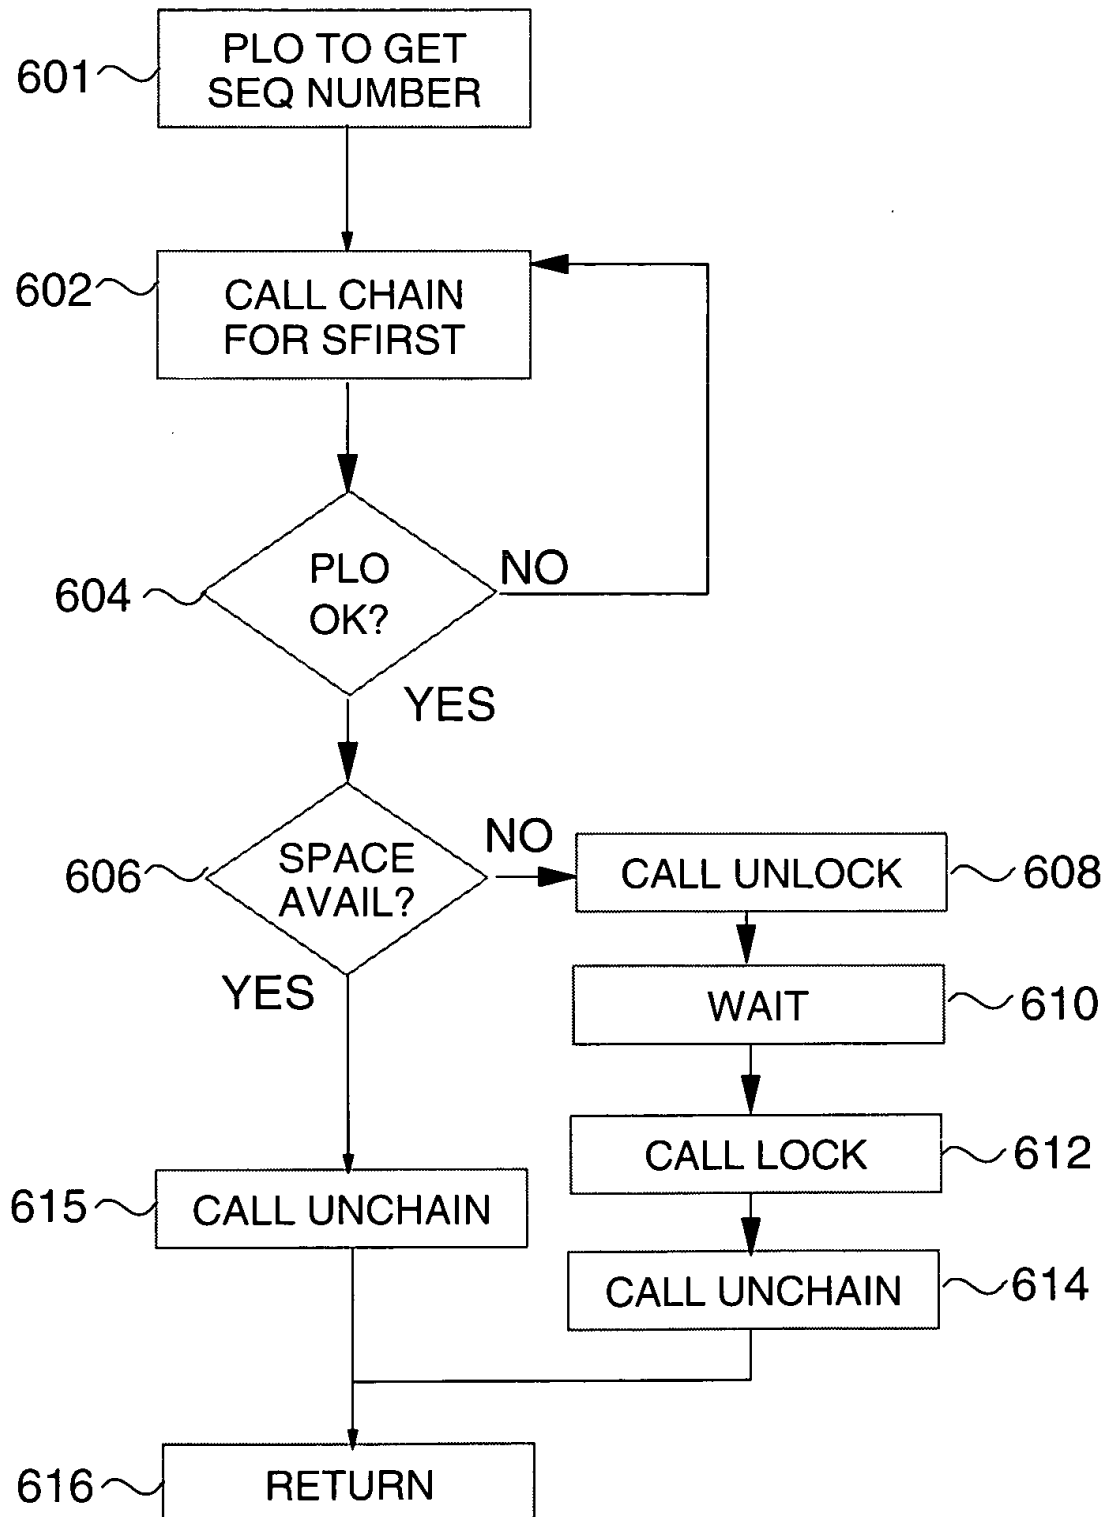 601
PLO TO GET
SEQ NUMBER
602
CALL CHAIN
FOR SFIRST
604
PLO
OK?
NO
YES
606
SPACE
AVAIL?
NO
CALL UNLOCK
608
YES
WAIT
610
CALL LOCK
612
615
CALL UNCHAIN
CALL UNCHAIN
614
616
RETURN